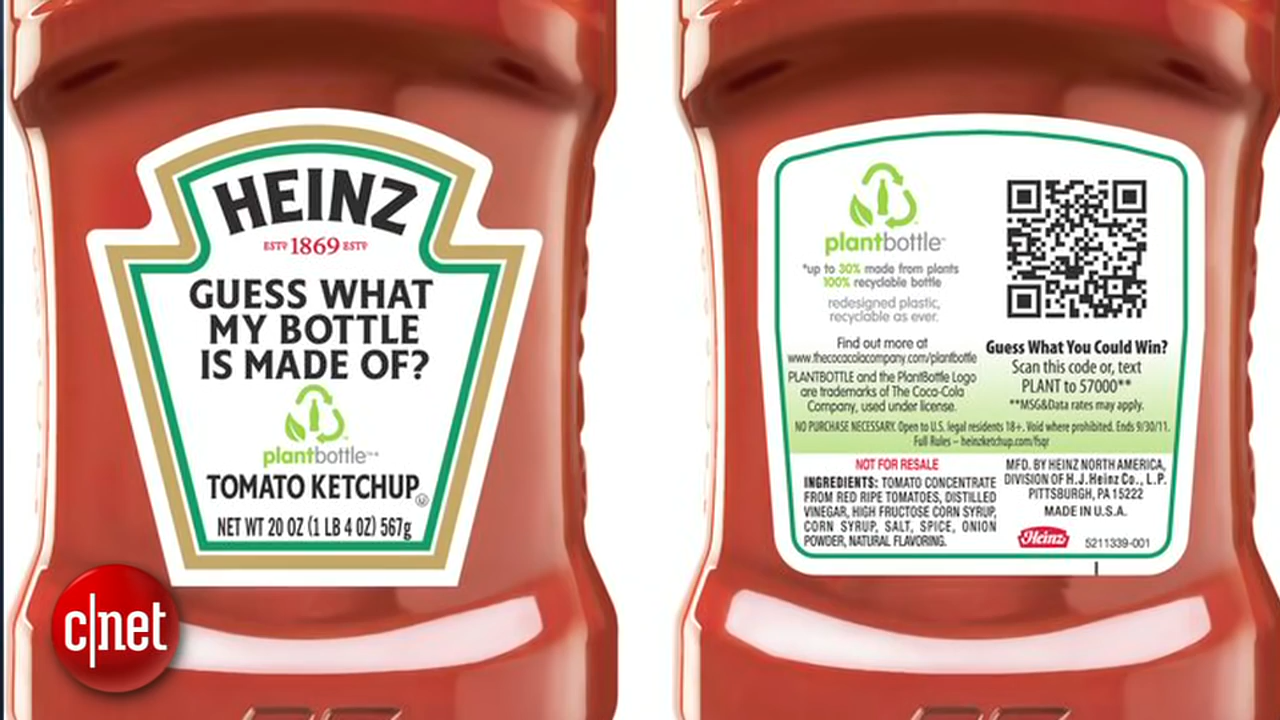 HEINZ
ESTD 1869 ESTD
GUESS WHAT
MY BOTTLE
IS MADE OF?
plantbottle™*
TOMATO KETCHUP
NET WT 20 OZ (1 LB 4 OZ) 567g
c|net
plantbottle™
*up to 30% made from plants
100% recyclable bottle
redesigned plastic,
recyclable as ever.
Find out more at
www.thecocacolacompany.com/plantbottle
PLANTBOTTLE and the PlantBottle Logo
are trademarks of The Coca-Cola
Company, used under license.
Guess What You Could Win?
Scan this code or, text
PLANT to 57000**
**MSG&Data rates may apply.
NO PURCHASE NECESSARY. Open to U.S. legal residents 18+. Void where prohibited. Ends 9/30/11.
Full Rules – heinzketchup.com/fsqr
NOT FOR RESALE
INGREDIENTS: TOMATO CONCENTRATE
FROM RED RIPE TOMATOES, DISTILLED
VINEGAR, HIGH FRUCTOSE CORN SYRUP,
CORN SYRUP, SALT, SPICE, ONION
POWDER, NATURAL FLAVORING.
MFD. BY HEINZ NORTH AMERICA,
DIVISION OF H.J.Heinz Co., L.P.
PITTSBURGH, PA 15222
MADE IN U.S.A.
Heinz
5211339-001